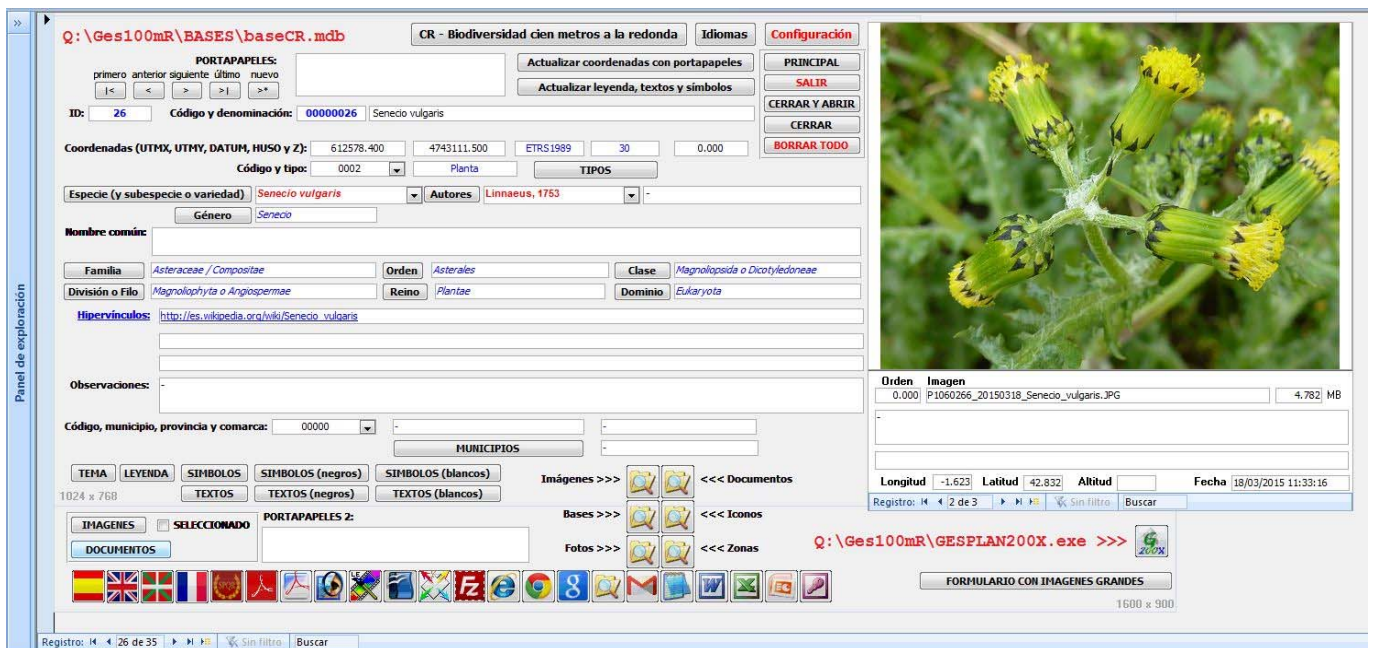 »
Panel de exploración
Q:\Ges100mR\BASES\baseCR.mdb
CR - Biodiversidad cien metros a la redonda
Idiomas
Configuración
PORTAPAPELES:
primero anterior siguiente último nuevo
|< < > >| >*
Actualizar coordenadas con portapapeles
Actualizar leyenda, textos y símbolos
PRINCIPAL
SALIR
CERRAR Y ABRIR
CERRAR
BORRAR TODO
ID: 26 Código y denominación: 00000026 Senecio vulgaris
Coordenadas (UTMX, UTMY, DATUM, HUSO y Z): 612578.400 4743111.500 ETRS1989 30 0.000
Código y tipo: 0002 Planta TIPOS
Especie (y subespecie o variedad) Senecio vulgaris Autores Linnaeus, 1753 -
Género Senecio
Nombre común:
Familia Asteraceae / Compositae Orden Asterales Clase Magnoliopsida o Dicotyledoneae
División o Filo Magnoliophyta o Angiospermae Reino Plantae Dominio Eukaryota
Hipervínculos: http://es.wikipedia.org/wiki/Senecio_vulgaris
Observaciones: -
Código, municipio, provincia y comarca: 00000 - -
MUNICIPIOS -
TEMA LEYENDA SIMBOLOS SIMBOLOS (negros) SIMBOLOS (blancos)
1024 x 768 TEXTOS TEXTOS (negros) TEXTOS (blancos)
Imágenes >>> <<< Documentos
Bases >>> <<< Iconos
Fotos >>> <<< Zonas
IMAGENES SELECCIONADO PORTAPAPELES 2:
DOCUMENTOS
Orden Imagen
0.000 P1060266_20150318_Senecio_vulgaris.JPG 4.782 MB
-
Longitud -1.623 Latitud 42.832 Altitud Fecha 18/03/2015 11:33:16
Registro: 2 de 3 Sin filtro Buscar
Q:\Ges100mR\GESPLAN200X.exe >>>
G
200X
FORMULARIO CON IMAGENES GRANDES
1600 x 900
Registro: 26 de 35 Sin filtro Buscar